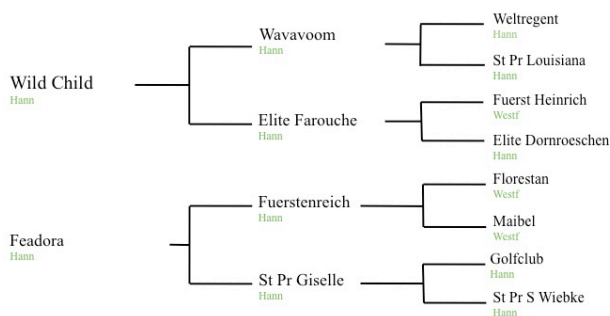 Wild Child
Hann
Wavavoom
Hann
Weltregent
Hann
St Pr Louisiana
Hann
Elite Farouche
Hann
Fuerst Heinrich
Westf
Elite Dornroeschen
Hann
Feadora
Hann
Fuerstenreich
Hann
Florestan
Westf
Maibel
Westf
St Pr Giselle
Hann
Golfclub
Hann
St Pr S Wiebke
Hann